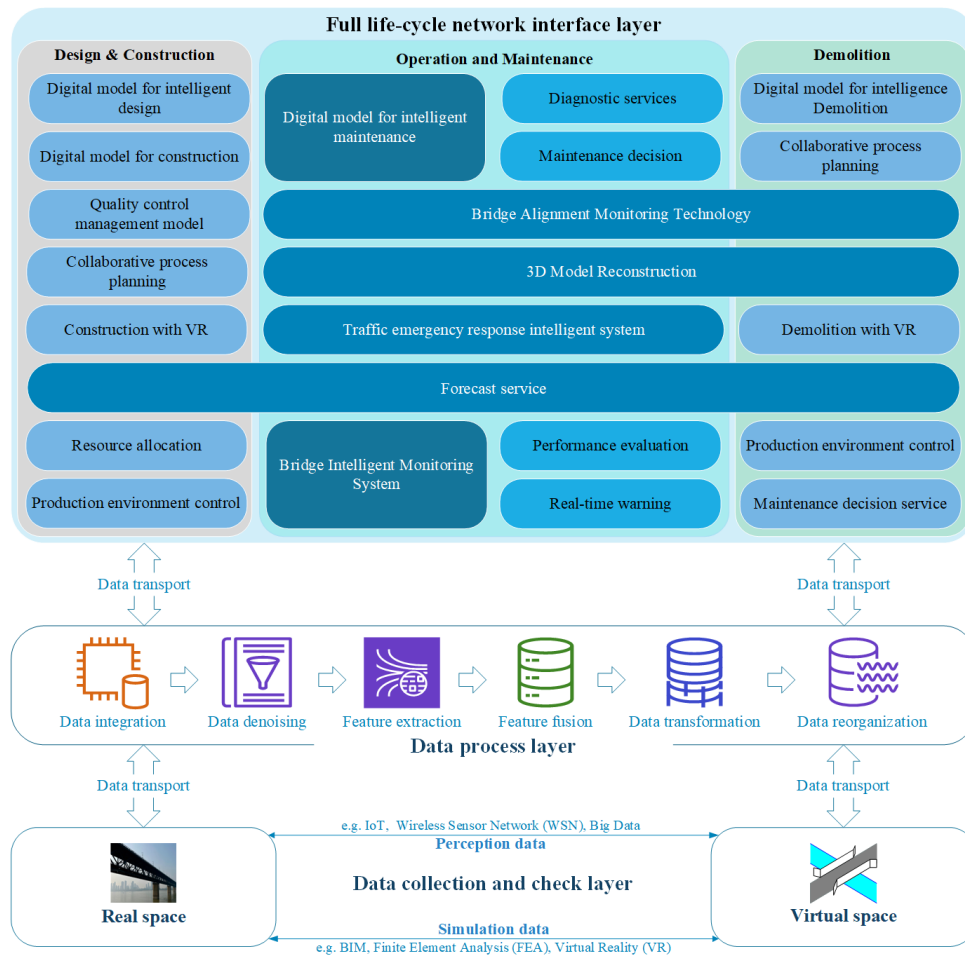 Full life-cycle network interface layer
Design & Construction
Digital model for intelligent
design
Digital model for construction
Quality control
management model
Collaborative process
planning
Construction with VR
Operation and Maintenance
Digital model for intelligent
maintenance
Diagnostic services
Maintenance decision
Demolition
Digital model for intelligence
Demolition
Collaborative process
planning
Bridge Alignment Monitoring Technology
3D Model Reconstruction
Traffic emergency response intelligent system
Demolition with VR
Forecast service
Resource allocation
Production environment control
Bridge Intelligent Monitoring
System
Performance evaluation
Real-time warning
Production environment control
Maintenance decision service
Data transport
Data transport
Data integration
Data denoising
Feature extraction
Feature fusion
Data transformation
Data reorganization
Data process layer
Data transport
Data transport
e.g. IoT, Wireless Sensor Network (WSN), Big Data
Perception data
Data collection and check layer
Real space
Virtual space
Simulation data
e.g. BIM, Finite Element Analysis (FEA), Virtual Reality (VR)